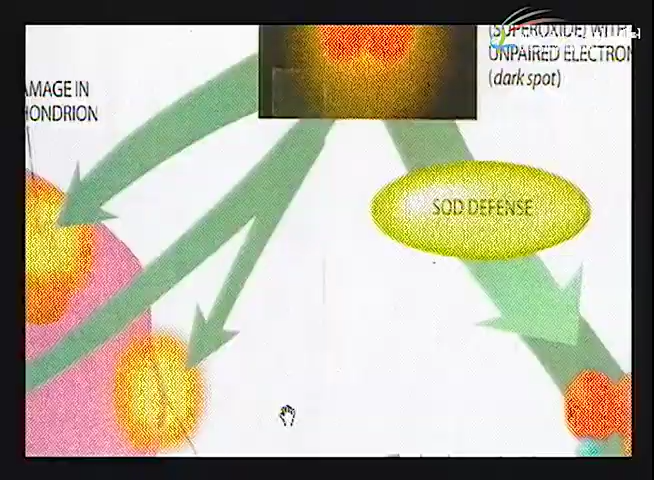 (SUPEROXIDE) WITH
UNPAIRED ELECTRON
(dark spot)
AMAGE IN
HONDRION
SOD DEFENSE